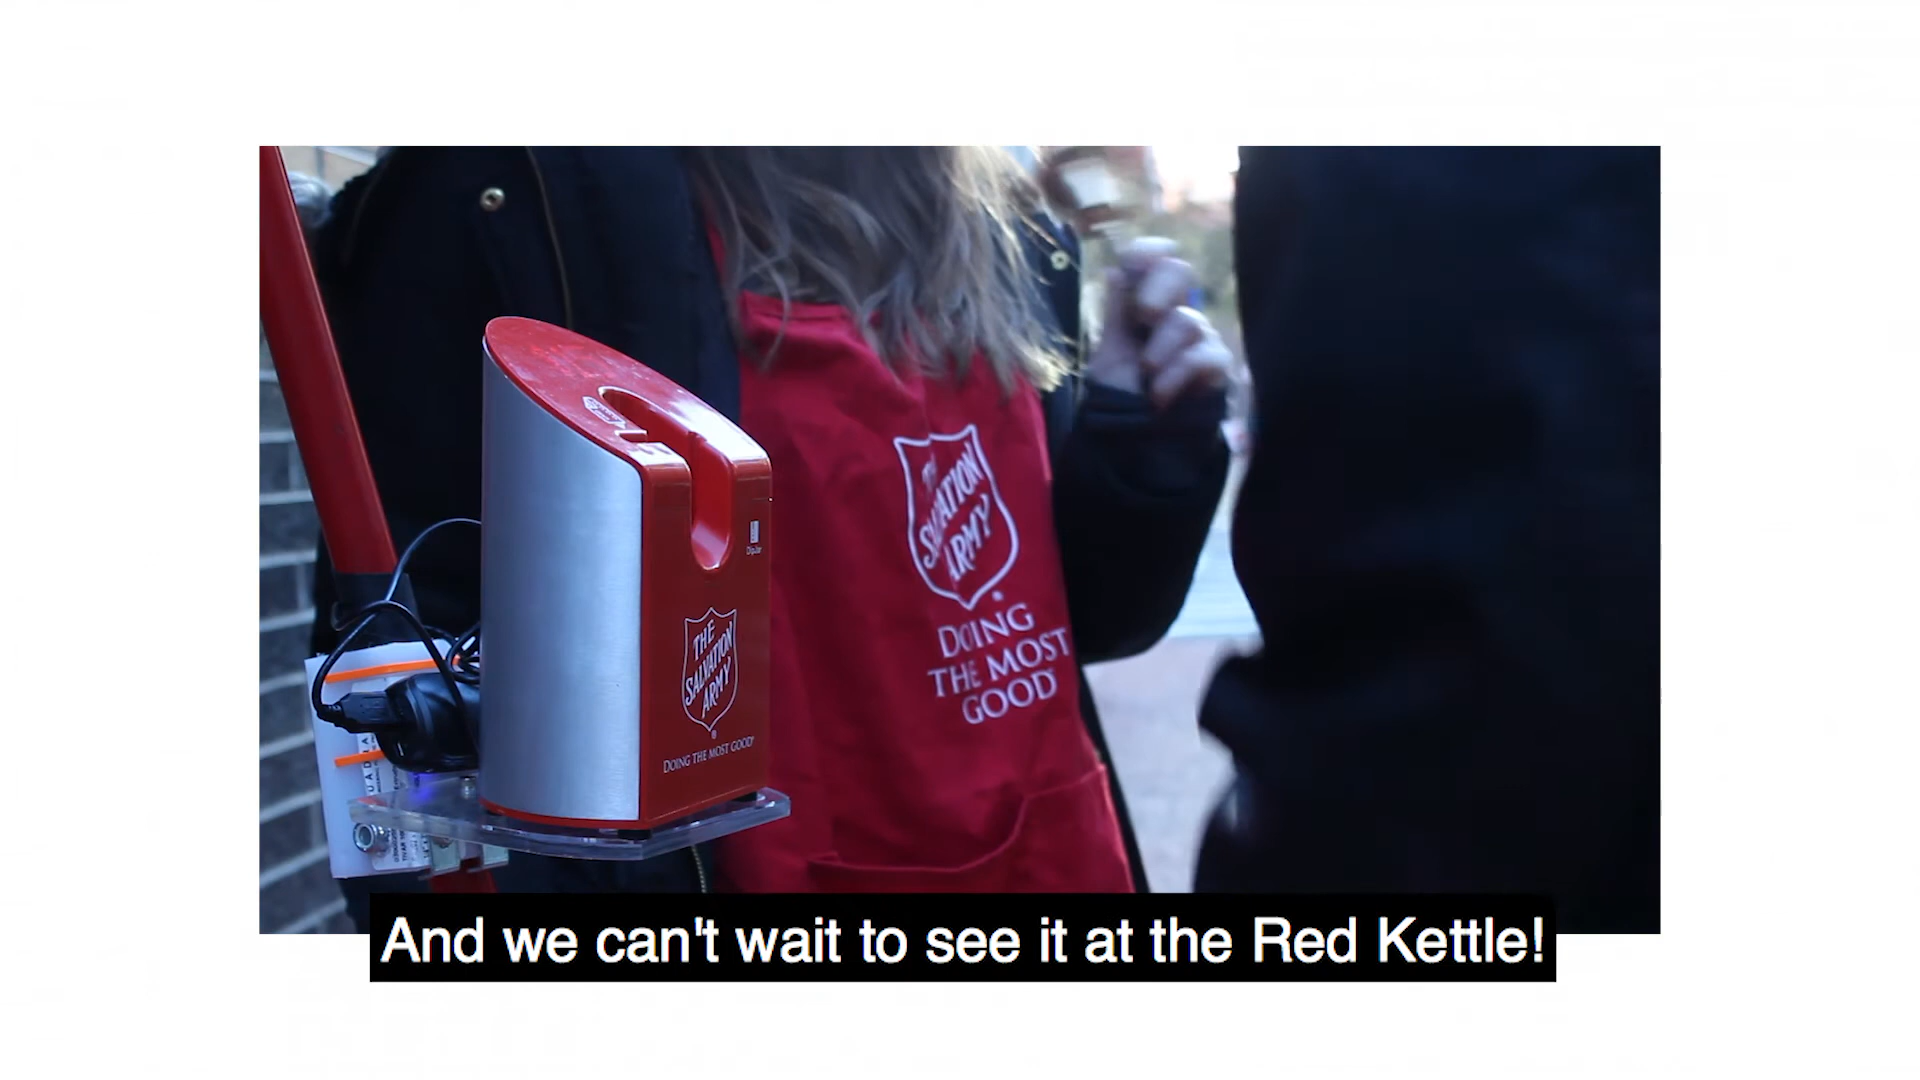 THE
SALVATION
ARMY
DOING
THE MOST
GOOD
DipJar
THE
SALVATION
ARMY
DOING THE MOST GOOD
And we can't wait to see it at the Red Kettle!